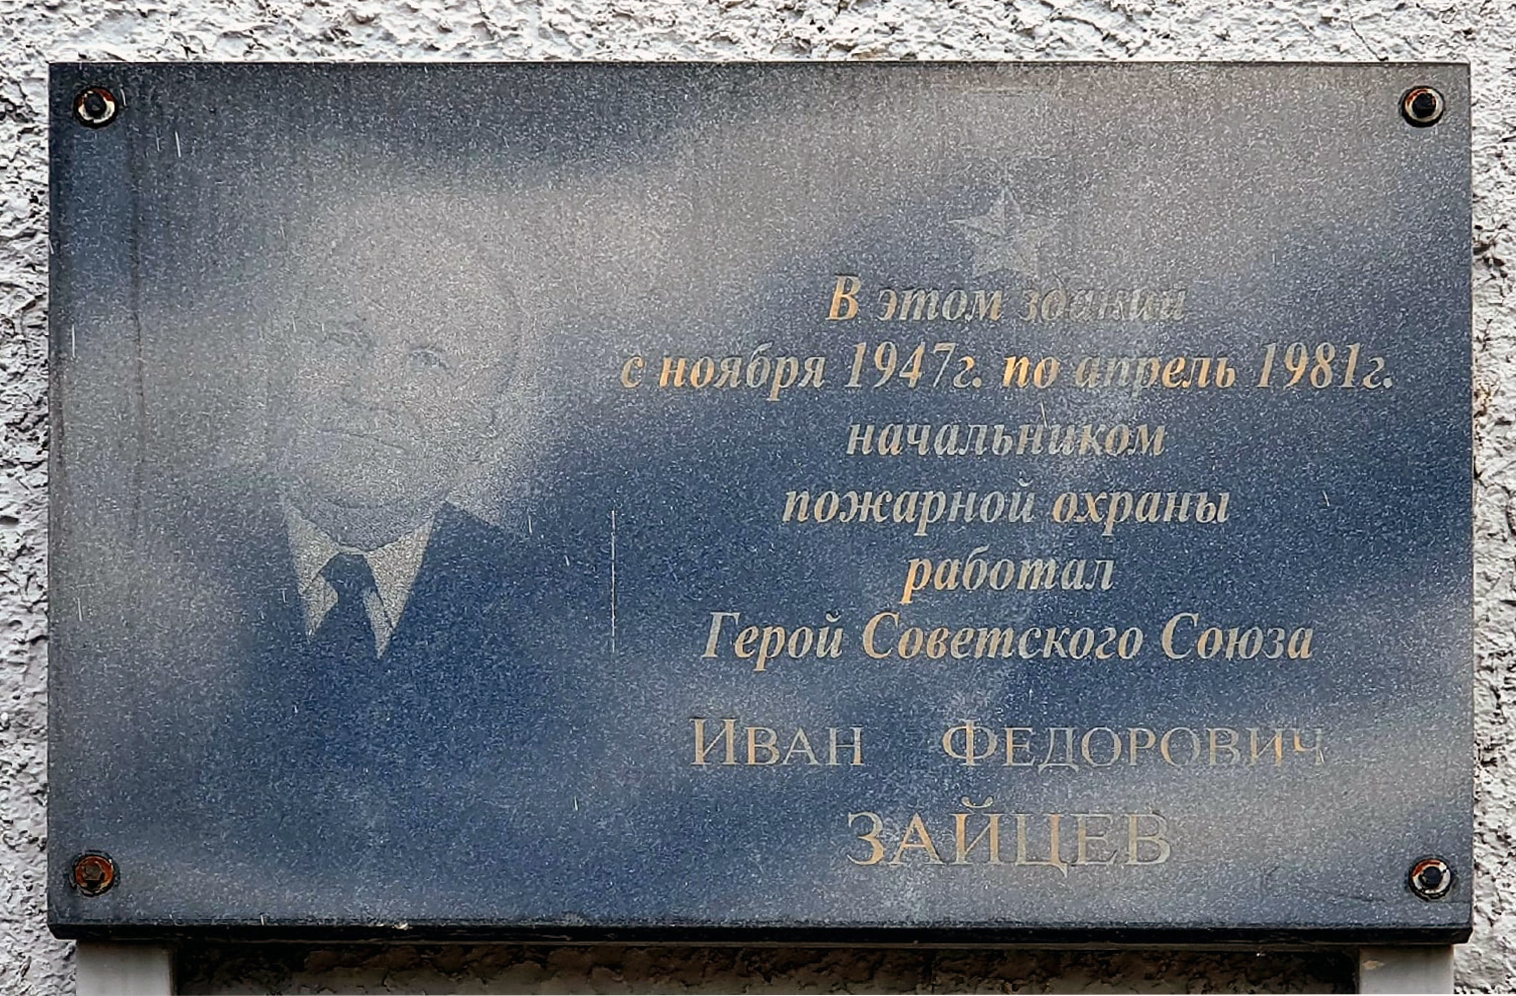 В этом здании
с ноября 1947г. по апрель 1981г.
начальником
пожарной охраны
работал
Герой Советского Союза
Иван Федорович
ЗАЙЦЕВ